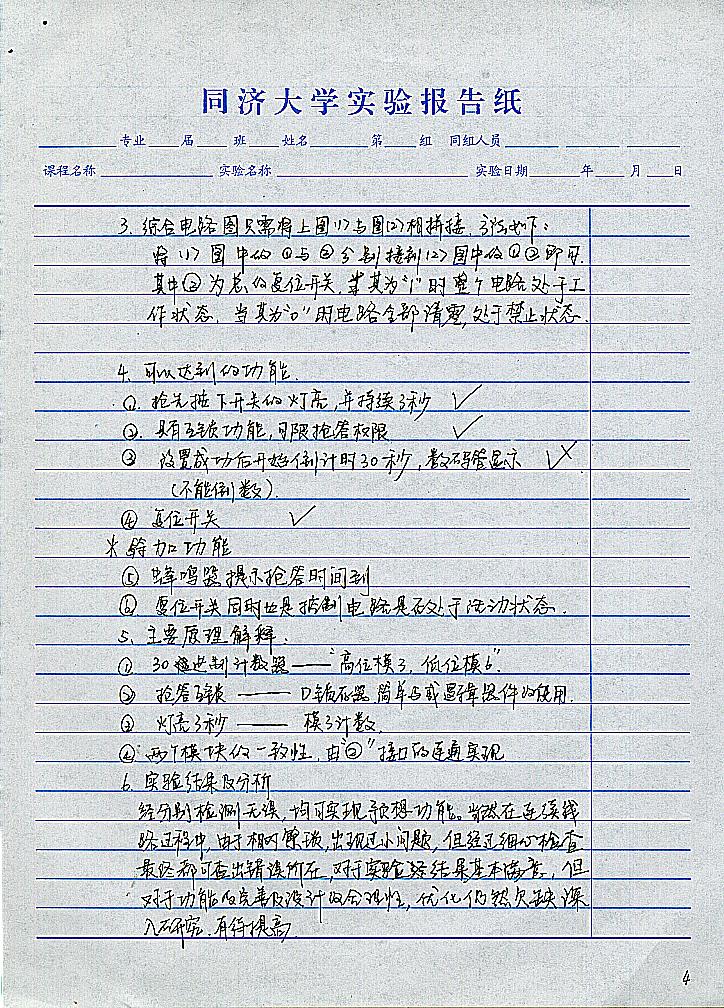 同济大学实验报告纸
专业 届 班 姓名 第 组 同组人员
课程名称 实验名称 实验日期 年 月 日
3. 综合电路图只需将上图(1)与图(2)相拼接. 方法如下:
将(1)图中的①与②分别接到(2)图中的①②即可.
其中②为总的复位开关, 当其为"1"时整个电路处于工
作状态, 当其为"0"时电路全部清零, 处于禁止状态.
4. 可以达到的功能.
①. 抢先按下开关的灯亮, 并持续3秒 ✓
②. 具有互锁功能, 可限抢答权限 ✓
③ 设置成功后开始倒计时30秒, 数码管显示
(不能倒数).
④ 复位开关 ✓
* 附加功能
⑤ 蜂鸣器提示抢答时间到
⑥ 复位开关同时也是控制电路是否处于活动状态.
5. 主要原理解释:
① 30进制计数器——"高位模3, 低位模6".
② 抢答互锁 —— D锁存器 简单与或逻辑器件的使用.
③ 灯亮3秒 —— 模3计数.
④ 两个模块的一致性, 由"②"接口的连通实现
6. 实验结果及分析
经分别检测无误, 均可实现预想功能。当然在连接线
路过程中, 由于相对繁琐, 出现过小问题, 但经过细心检查
最终都可查出错误所在, 对于实验结果基本满意, 但
对于功能的完善及设计的合理性, 优化仍然欠缺深
入研究. 有待提高.
4